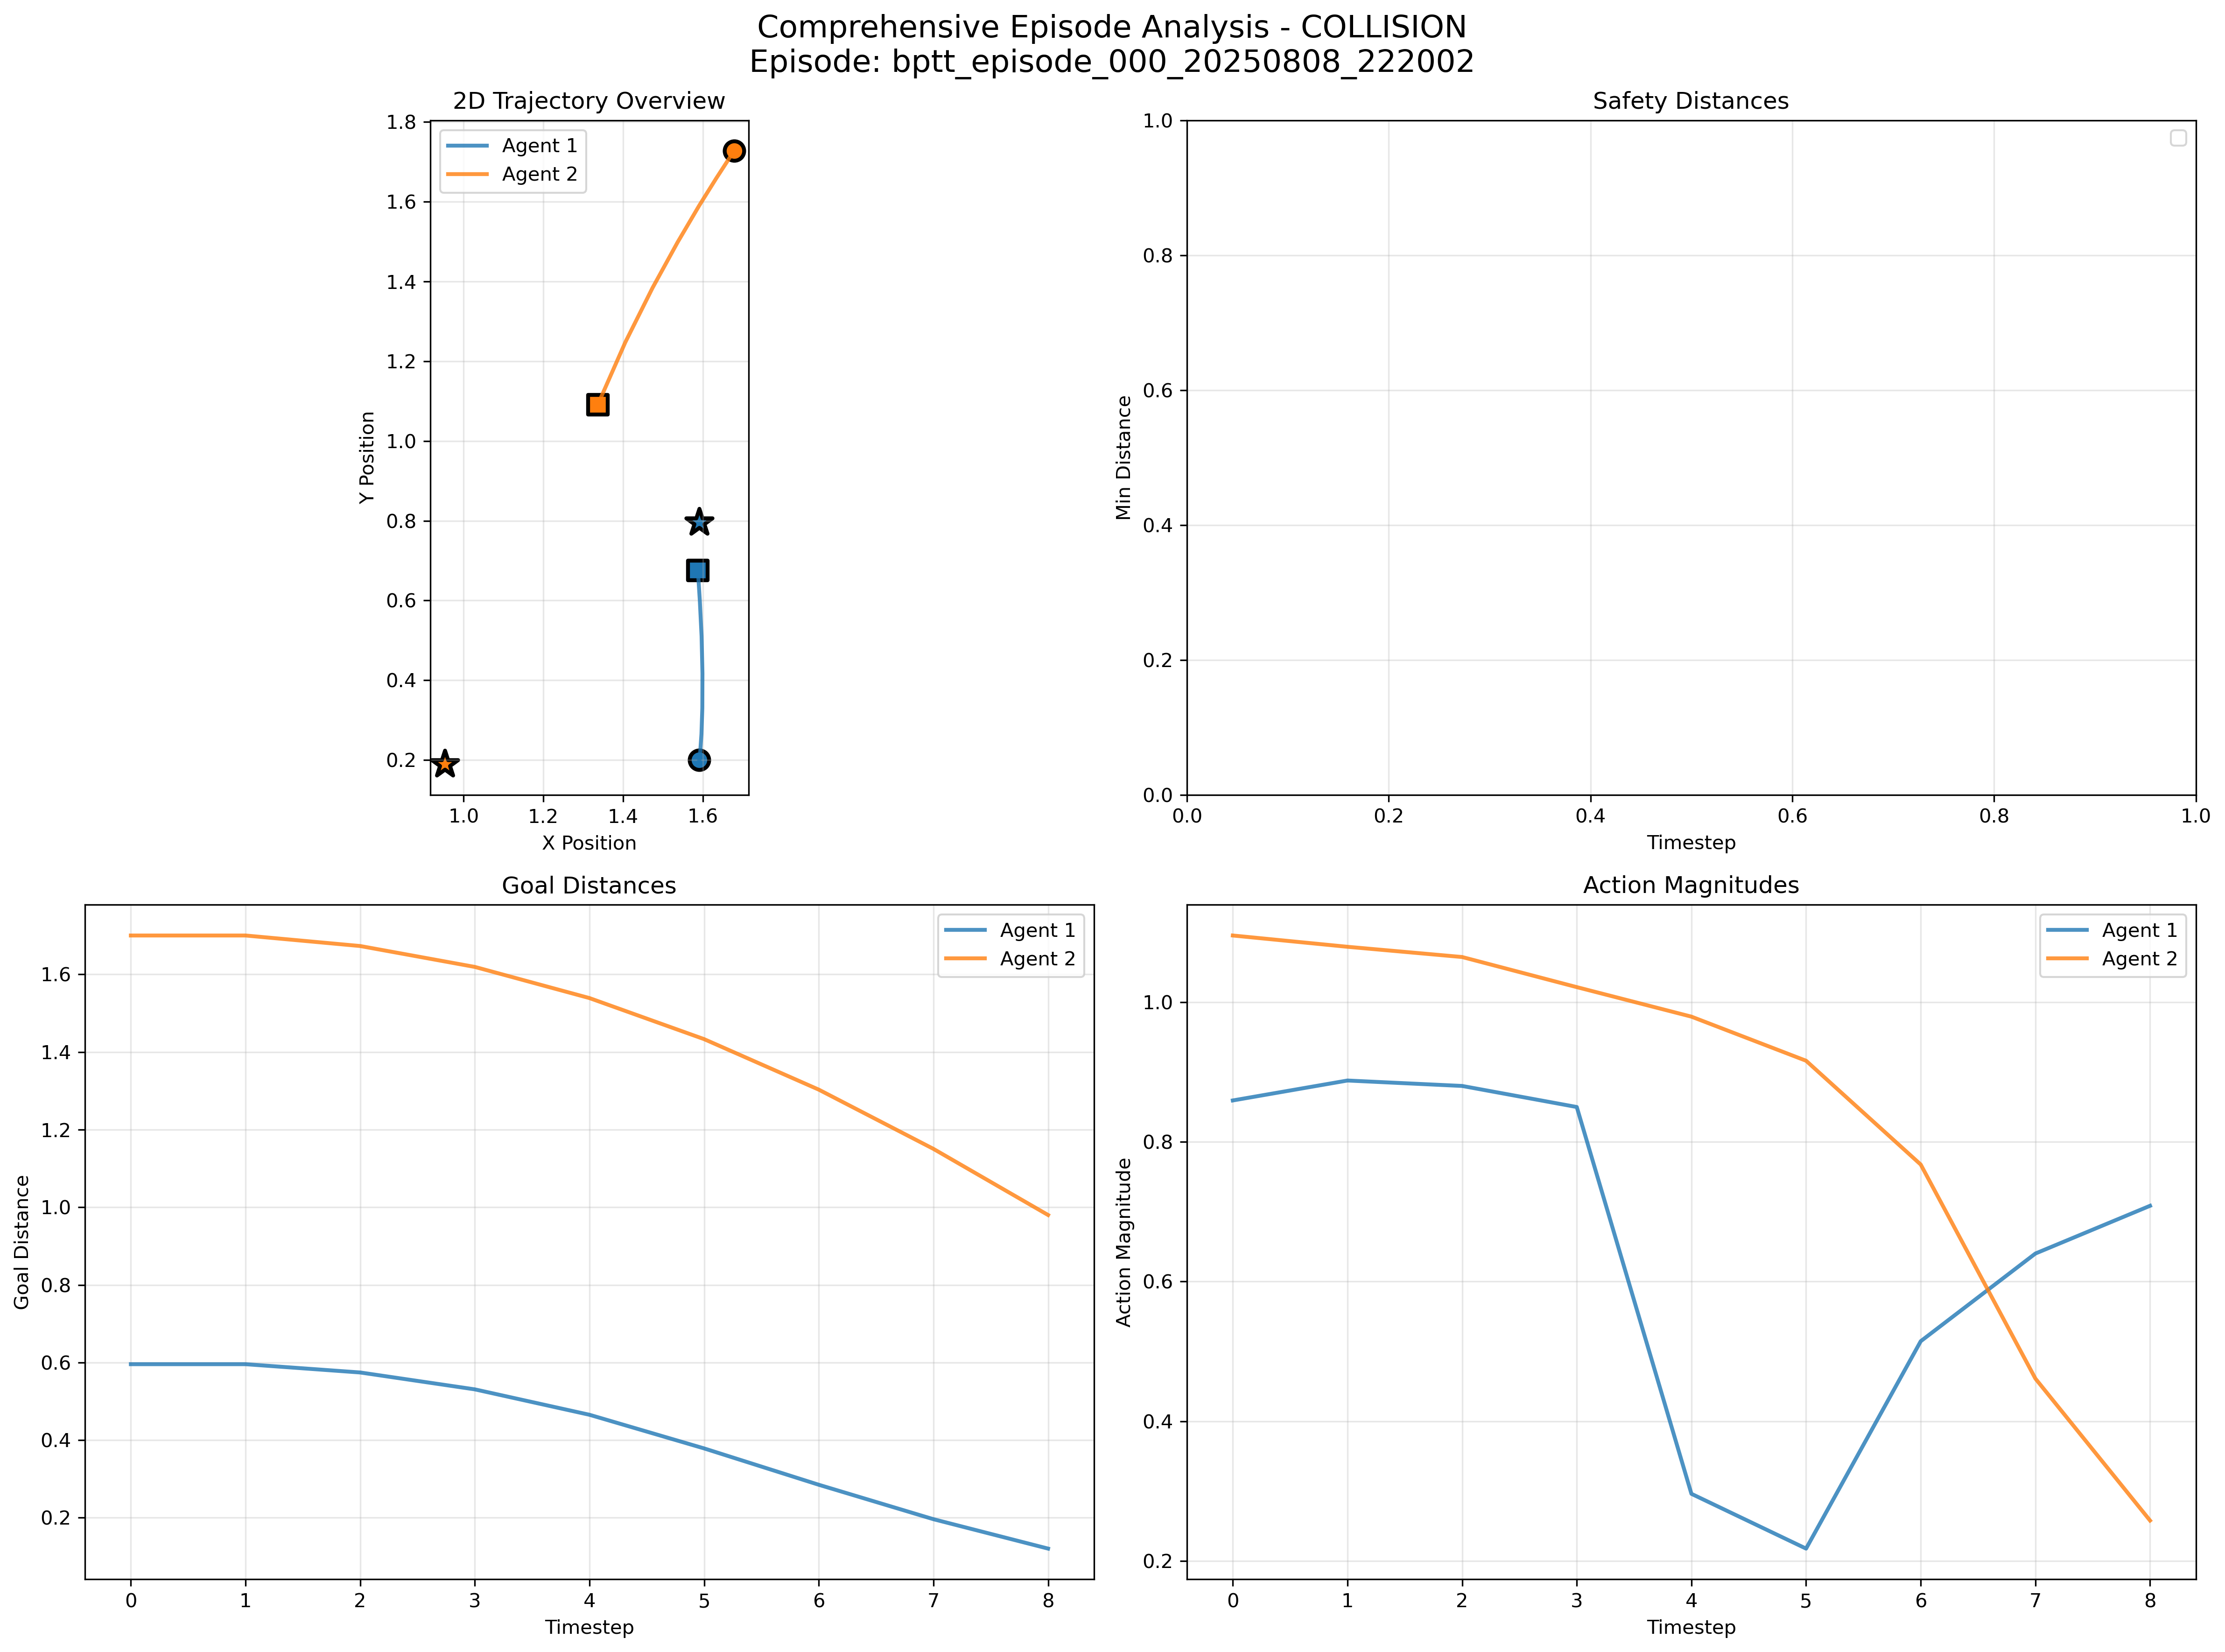 Comprehensive Episode Analysis - COLLISION
Episode: bptt_episode_000_20250808_222002
2D Trajectory Overview
Agent 1
Agent 2
1.8
1.6
1.4
1.2
1.0
0.8
0.6
0.4
0.2
Y Position
1.0
1.2
1.4
1.6
X Position
Safety Distances
1.0
0.8
0.6
0.4
0.2
0.0
Min Distance
0.0
0.2
0.4
0.6
0.8
1.0
Timestep
Goal Distances
Agent 1
Agent 2
1.6
1.4
1.2
1.0
0.8
0.6
0.4
0.2
Goal Distance
0
1
2
3
4
5
6
7
8
Timestep
Action Magnitudes
Agent 1
Agent 2
1.0
0.8
0.6
0.4
0.2
Action Magnitude
0
1
2
3
4
5
6
7
8
Timestep